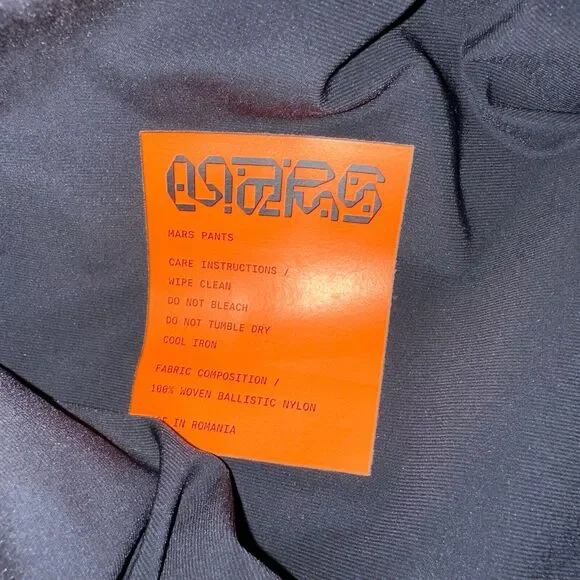 MARS
MARS PANTS
CARE INSTRUCTIONS /
WIPE CLEAN
DO NOT BLEACH
DO NOT TUMBLE DRY
COOL IRON
FABRIC COMPOSITION /
100% WOVEN BALLISTIC NYLON
IN ROMANIA